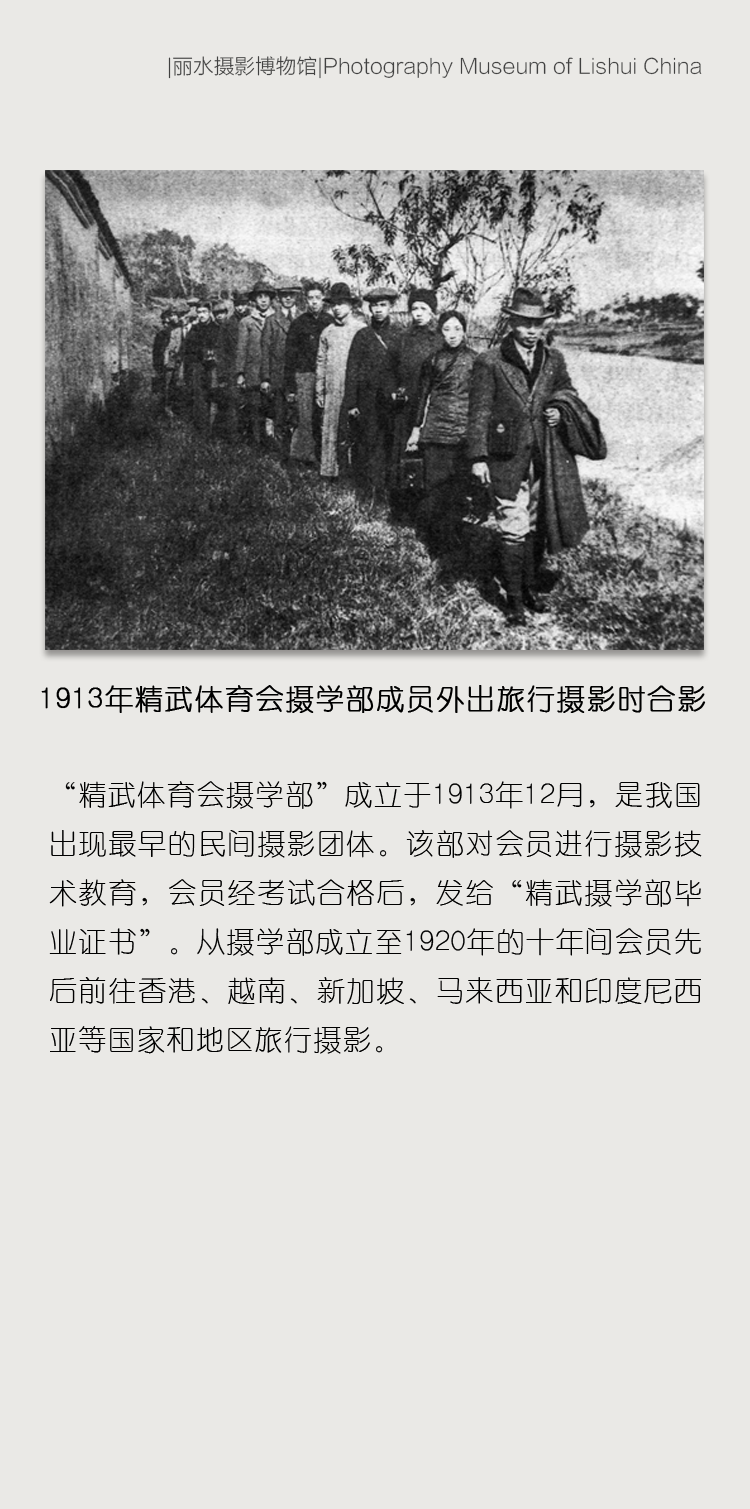 |丽水摄影博物馆|Photography Museum of Lishui China
1913年精武体育会摄学部成员外出旅行摄影时合影
“精武体育会摄学部”成立于1913年12月，是我国
出现最早的民间摄影团体。该部对会员进行摄影技
术教育，会员经考试合格后，发给“精武摄学部毕
业证书”。从摄学部成立至1920年的十年间会员先
后前往香港、越南、新加坡、马来西亚和印度尼西
亚等国家和地区旅行摄影。